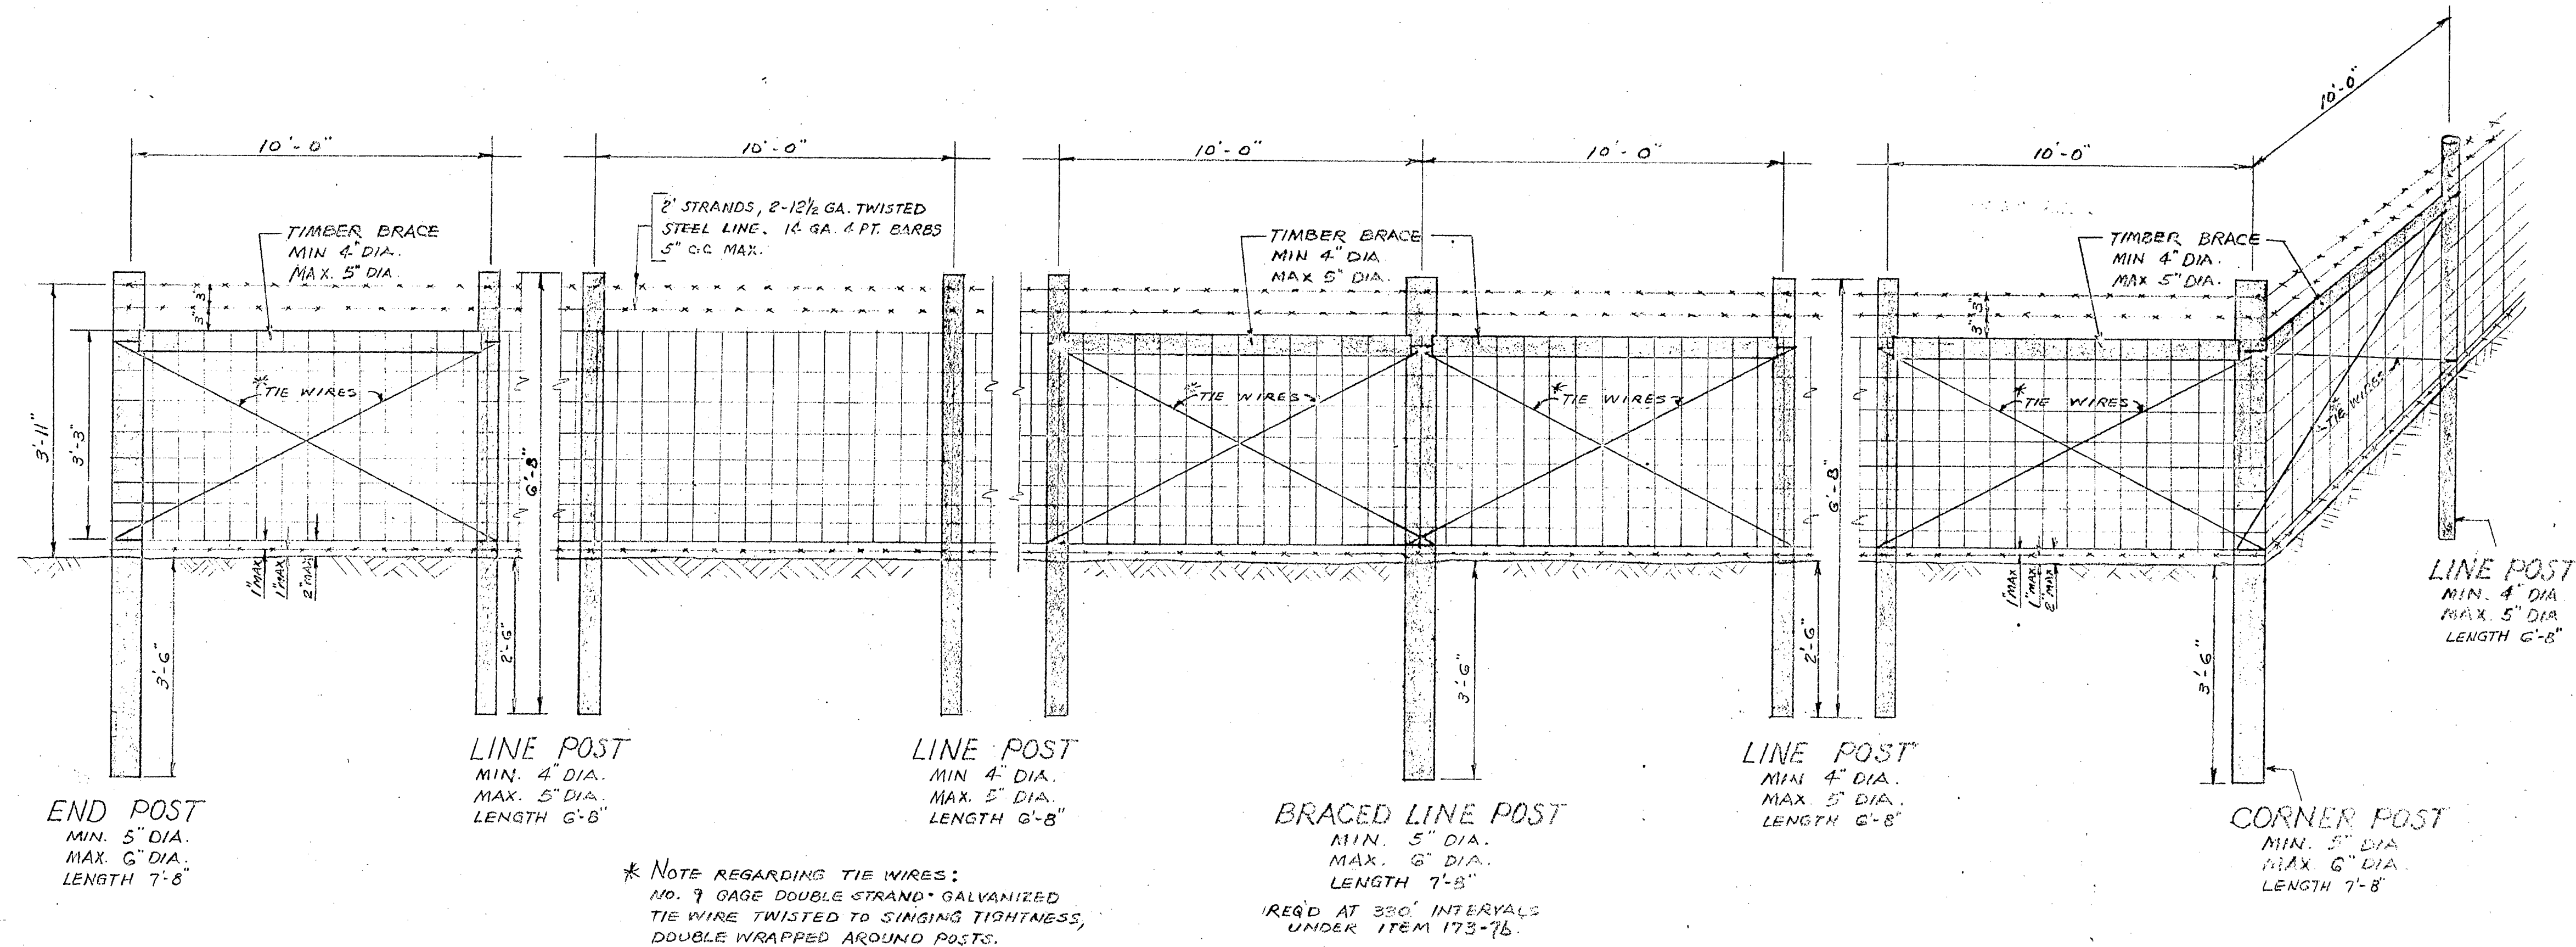 10'-0"
10'-0"
10'-0"
10'-0"
10'-0"
10'-0"
2 STRANDS, 2-12½ GA. TWISTED
STEEL LINE. 14 GA. 4 PT. BARBS
5" C.C. MAX.
TIMBER BRACE
MIN 4" DIA.
MAX. 5" DIA.
TIMBER BRACE
MIN 4" DIA
MAX 5" DIA.
TIMBER BRACE
MIN 4" DIA.
MAX 5" DIA.
3" 3"
3" 3"
3'-11"
3'-3"
* TIE WIRES
* TIE WIRES
* TIE WIRES
* TIE WIRES
* TIE WIRES
6'-8"
6'-8"
1" MAX
1" MAX
2" MAX
1" MAX
1" MAX
2" MAX
3'-6"
2'-6"
3'-6"
2'-6"
3'-6"
LINE POST
MIN. 4" DIA
MAX. 5" DIA
LENGTH 6'-8"
END POST
MIN. 5" DIA.
MAX. 6" DIA.
LENGTH 7'-8"
LINE POST
MIN. 4" DIA.
MAX. 5" DIA.
LENGTH 6'-8"
LINE POST
MIN 4" DIA.
MAX. 5" DIA.
LENGTH 6'-8"
BRACED LINE POST
MIN. 5" DIA.
MAX. 6" DIA.
LENGTH 7'-8"
REQ'D AT 330' INTERVALS
UNDER ITEM 173-76.
LINE POST
MIN 4" DIA.
MAX. 5" DIA.
LENGTH 6'-8"
CORNER POST
MIN. 5" DIA
MAX 6" DIA.
LENGTH 7'-8"
* NOTE REGARDING TIE WIRES:
NO. 9 GAGE DOUBLE STRAND GALVANIZED
TIE WIRE TWISTED TO SINGING TIGHTNESS,
DOUBLE WRAPPED AROUND POSTS.